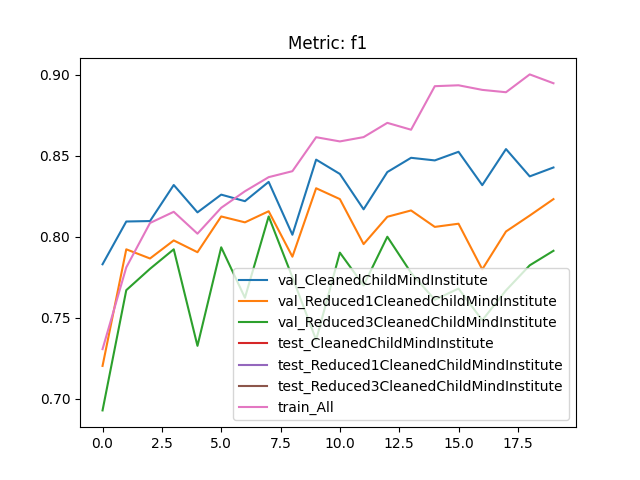 Metric: f1
0.90
0.85
0.80
0.75
0.70
val_CleanedChildMindInstitute
val_Reduced1CleanedChildMindInstitute
val_Reduced3CleanedChildMindInstitute
test_CleanedChildMindInstitute
test_Reduced1CleanedChildMindInstitute
test_Reduced3CleanedChildMindInstitute
train_All
0.0 2.5 5.0 7.5 10.0 12.5 15.0 17.5